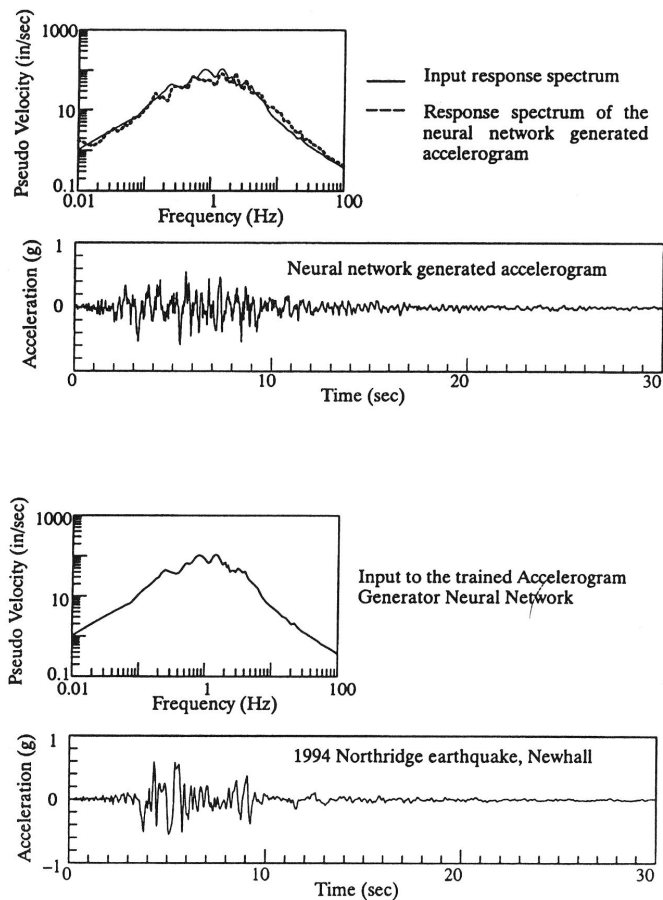 Pseudo Velocity (in/sec)
1000
10
0.1
0.01
1
100
Frequency (Hz)
Input response spectrum
Response spectrum of the
neural network generated
accelerogram
Acceleration (g)
1
0
Neural network generated accelerogram
0
10
20
30
Time (sec)
Pseudo Velocity (in/sec)
1000
10
0.1
0.01
1
100
Frequency (Hz)
Input to the trained Accelerogram
Generator Neural Network
Acceleration (g)
1
0
-1
1994 Northridge earthquake, Newhall
0
10
20
30
Time (sec)